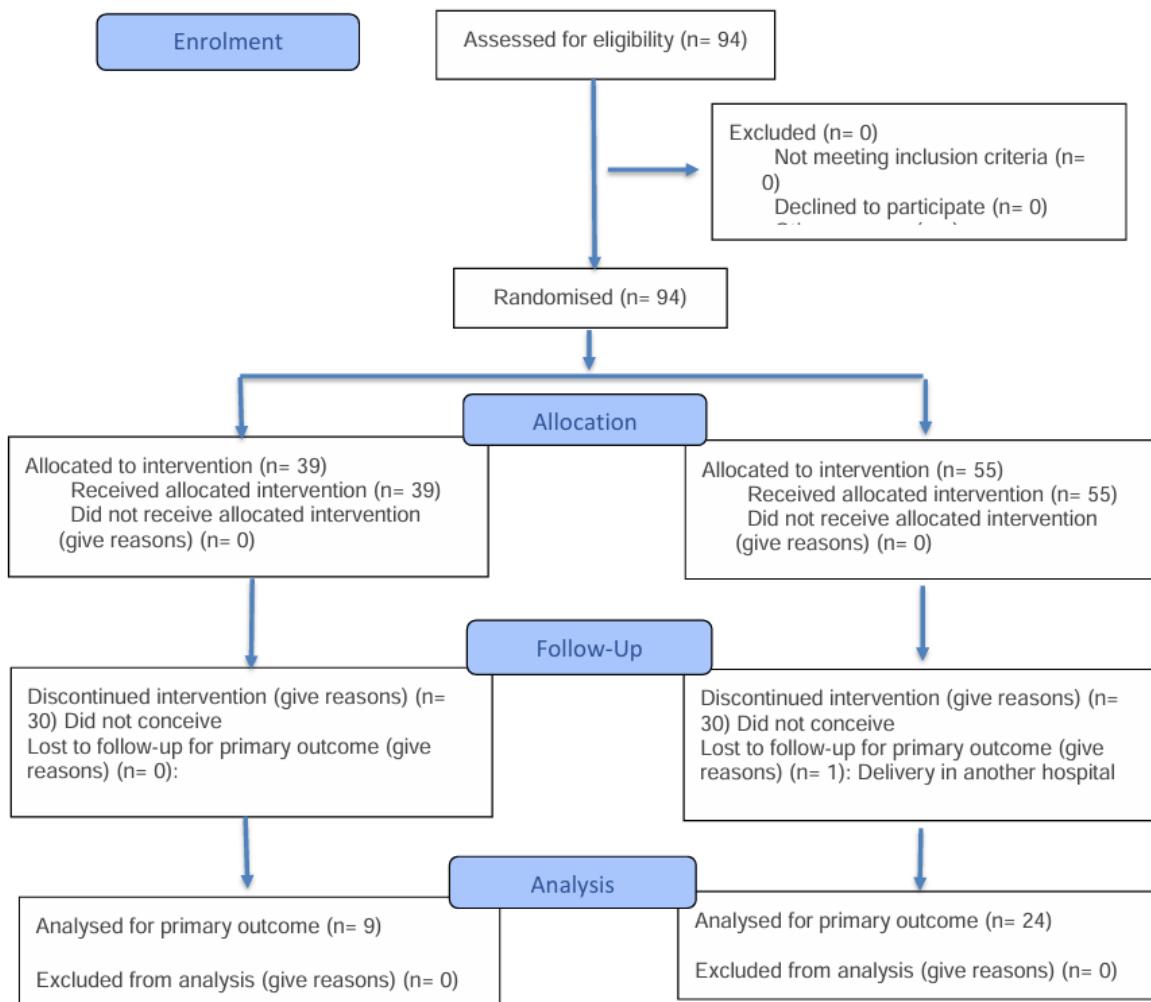 Enrolment
Assessed for eligibility (n= 94)
Excluded (n= 0)
Not meeting inclusion criteria (n=
0)
Declined to participate (n= 0)
Randomised (n= 94)
Allocation
Allocated to intervention (n= 39)
Received allocated intervention (n= 39)
Did not receive allocated intervention
(give reasons) (n= 0)
Allocated to intervention (n= 55)
Received allocated intervention (n= 55)
Did not receive allocated intervention
(give reasons) (n= 0)
Follow-Up
Discontinued intervention (give reasons) (n=
30) Did not conceive
Lost to follow-up for primary outcome (give
reasons) (n= 0):
Discontinued intervention (give reasons) (n=
30) Did not conceive
Lost to follow-up for primary outcome (give
reasons) (n= 1): Delivery in another hospital
Analysis
Analysed for primary outcome (n= 9)
Excluded from analysis (give reasons) (n= 0)
Analysed for primary outcome (n= 24)
Excluded from analysis (give reasons) (n= 0)